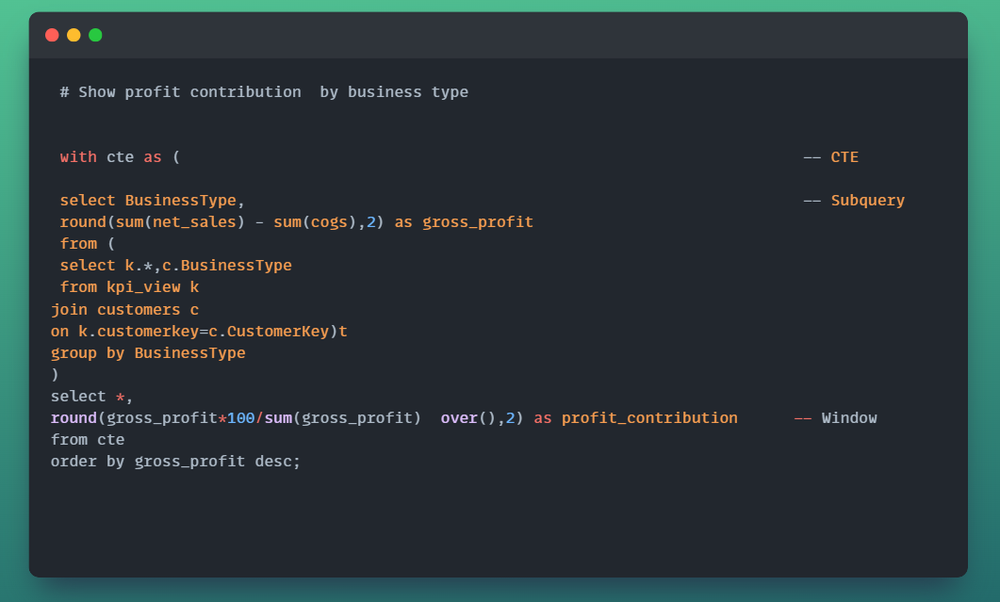 # Show profit contribution  by business type
with cte as ( -- CTE
select BusinessType, -- Subquery
round(sum(net_sales) - sum(cogs),2) as gross_profit
from (
select k.*,c.BusinessType
from kpi_view k
join customers c
on k.customerkey=c.CustomerKey)t
group by BusinessType
)
select *,
round(gross_profit*100/sum(gross_profit)  over(),2) as profit_contribution -- Window
from cte
order by gross_profit desc;